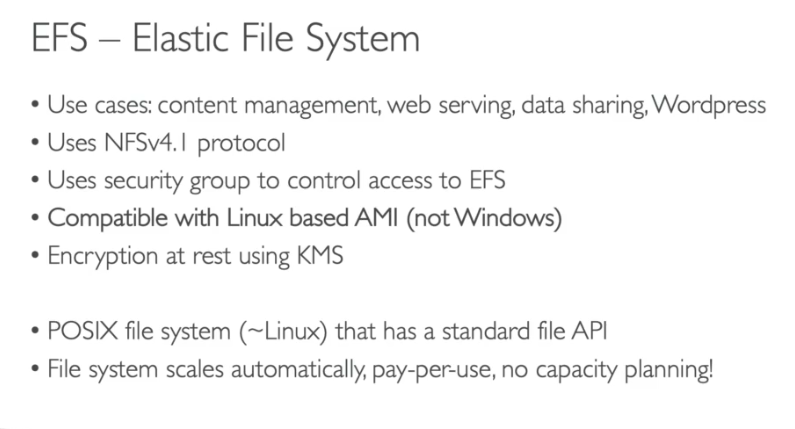 EFS – Elastic File System
• Use cases: content management, web serving, data sharing, Wordpress
• Uses NFSv4.1 protocol
• Uses security group to control access to EFS
• Compatible with Linux based AMI (not Windows)
• Encryption at rest using KMS
• POSIX file system (~Linux) that has a standard file API
• File system scales automatically, pay-per-use, no capacity planning!